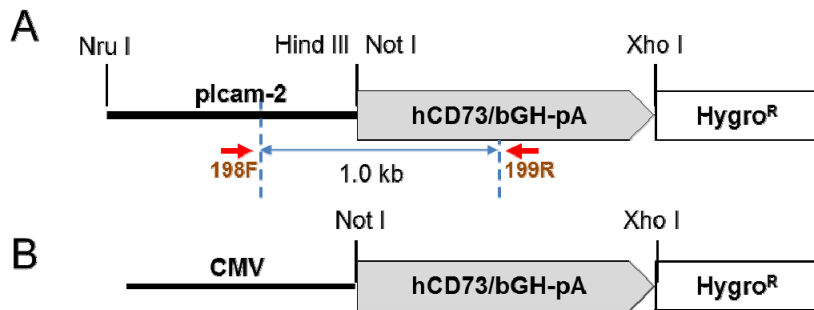 A
Nru I Hind III Not I Xho I
pIcam-2 hCD73/bGH-pA Hygroᴿ
198F 1.0 kb 199R
Not I Xho I
B
CMV hCD73/bGH-pA Hygroᴿ